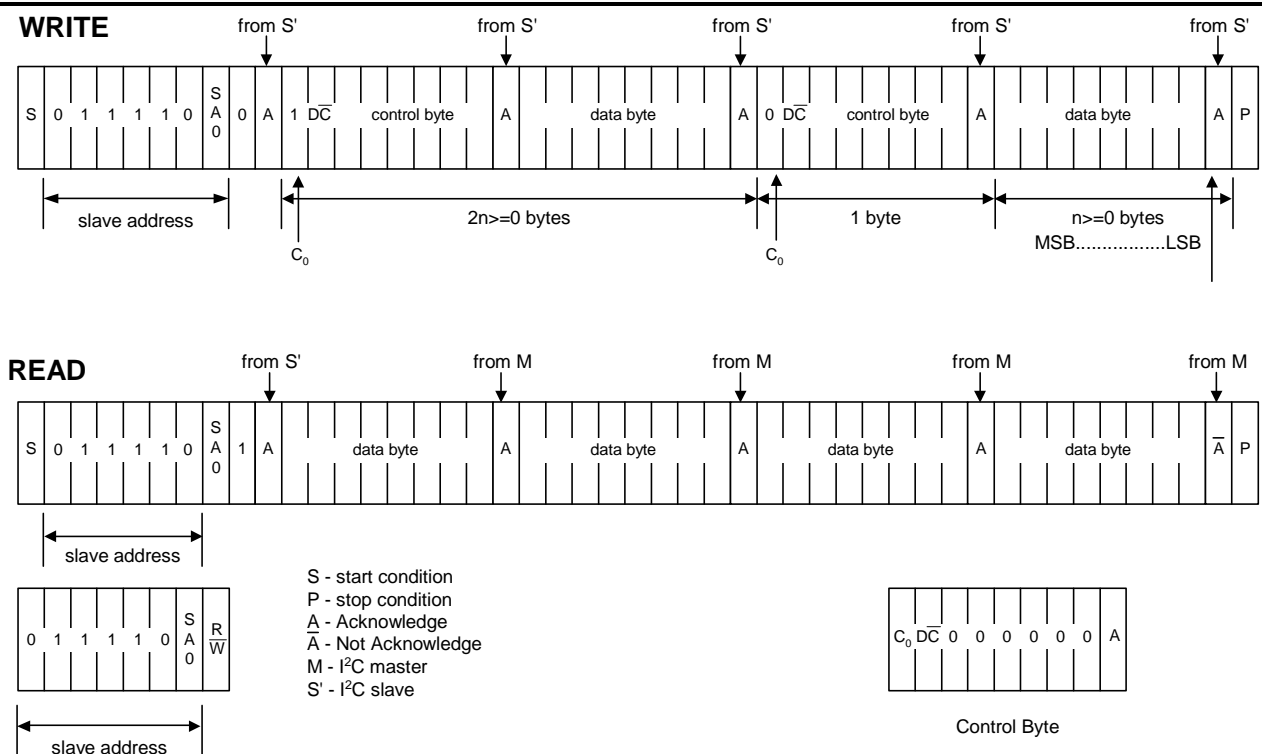 WRITE
from S' from S' from S' from S' from S'
S 0 1 1 1 1 0 SA0 0 A 1 DC̅ control byte A data byte A 0 DC̅ control byte A data byte A P
slave address 2n>=0 bytes 1 byte n>=0 bytes
MSB.................LSB
C₀ C₀
READ
from S' from M from M from M from M
S 0 1 1 1 1 0 SA0 1 A data byte A data byte A data byte A data byte A̅ P
slave address
S - start condition
P - stop condition
A - Acknowledge
A̅ - Not Acknowledge
M - I²C master
S' - I²C slave
0 1 1 1 1 0 SA0 R/W̅
slave address
C₀ DC̅ 0 0 0 0 0 0 A
Control Byte